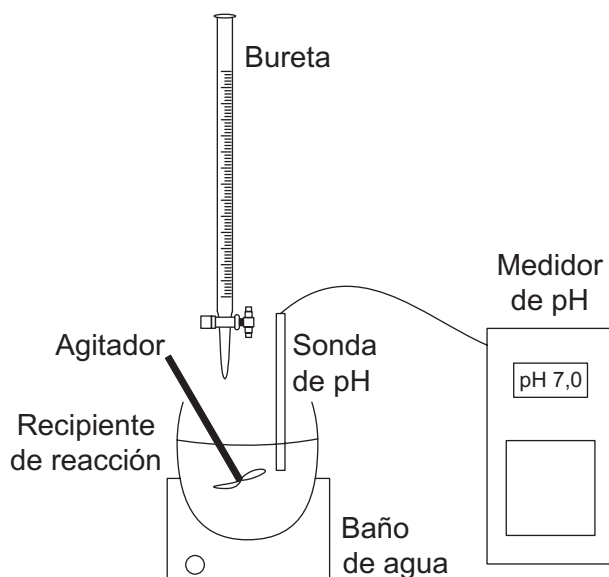 Bureta
Medidor
de pH
pH 7,0
Agitador
Sonda
de pH
Recipiente
de reacción
Baño
de agua